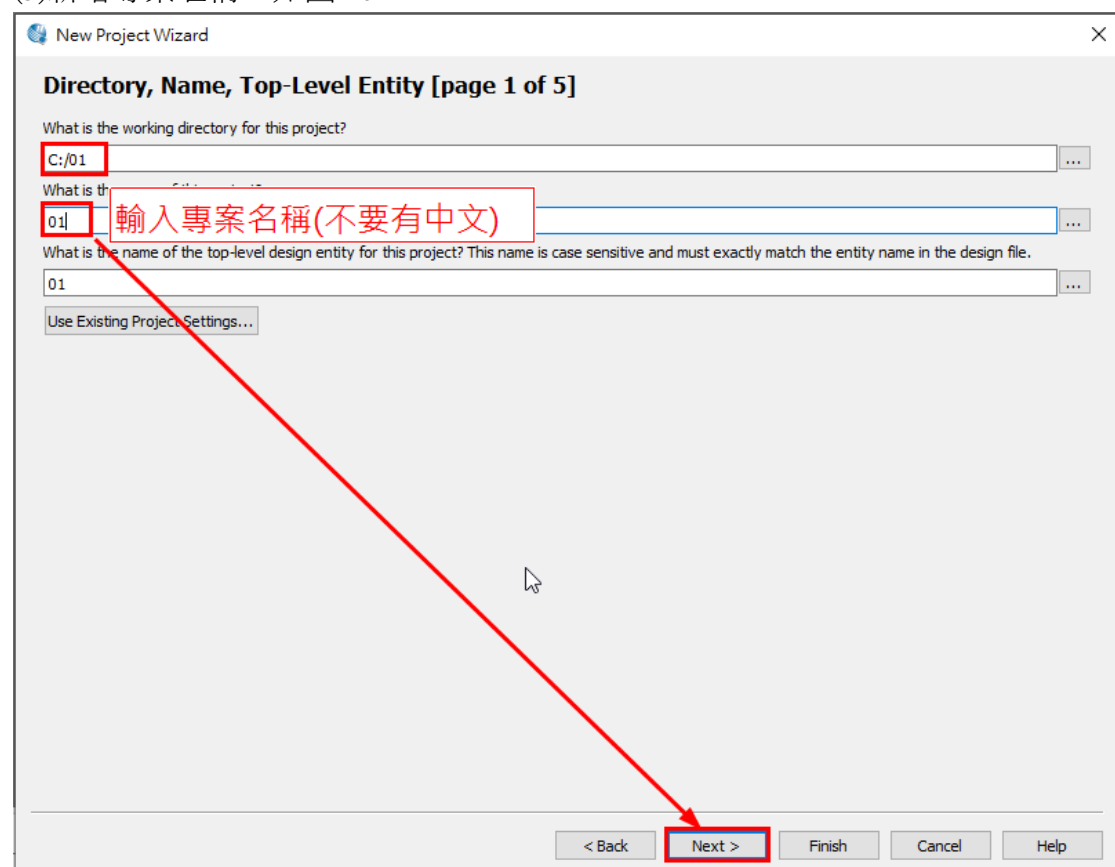 New Project Wizard
Directory, Name, Top-Level Entity [page 1 of 5]
What is the working directory for this project?
C:/01
...
What is th
01
輸入專案名稱(不要有中文)
...
What is the name of the top-level design entity for this project? This name is case sensitive and must exactly match the entity name in the design file.
01
...
Use Existing Project Settings...
< Back
Next >
Finish
Cancel
Help